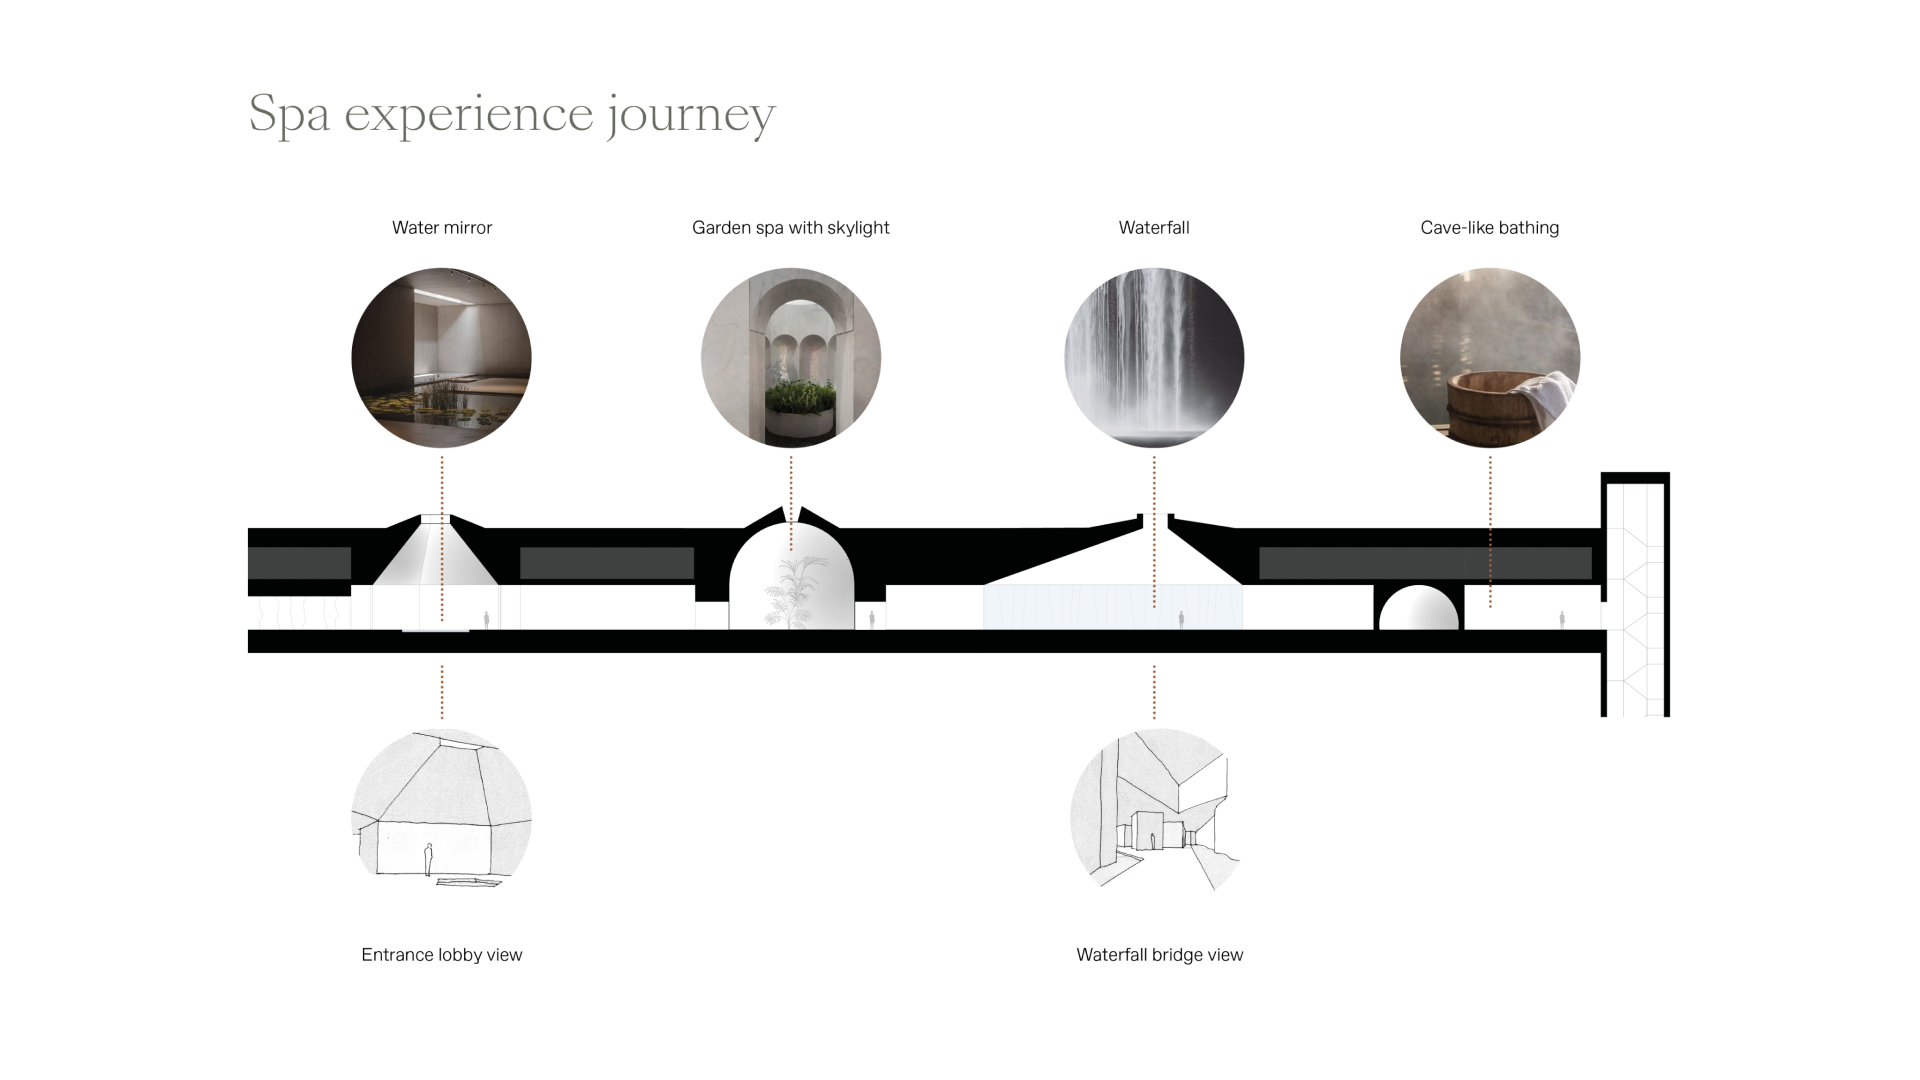 Spa experience journey
Water mirror
Garden spa with skylight
Waterfall
Cave-like bathing
Entrance lobby view
Waterfall bridge view